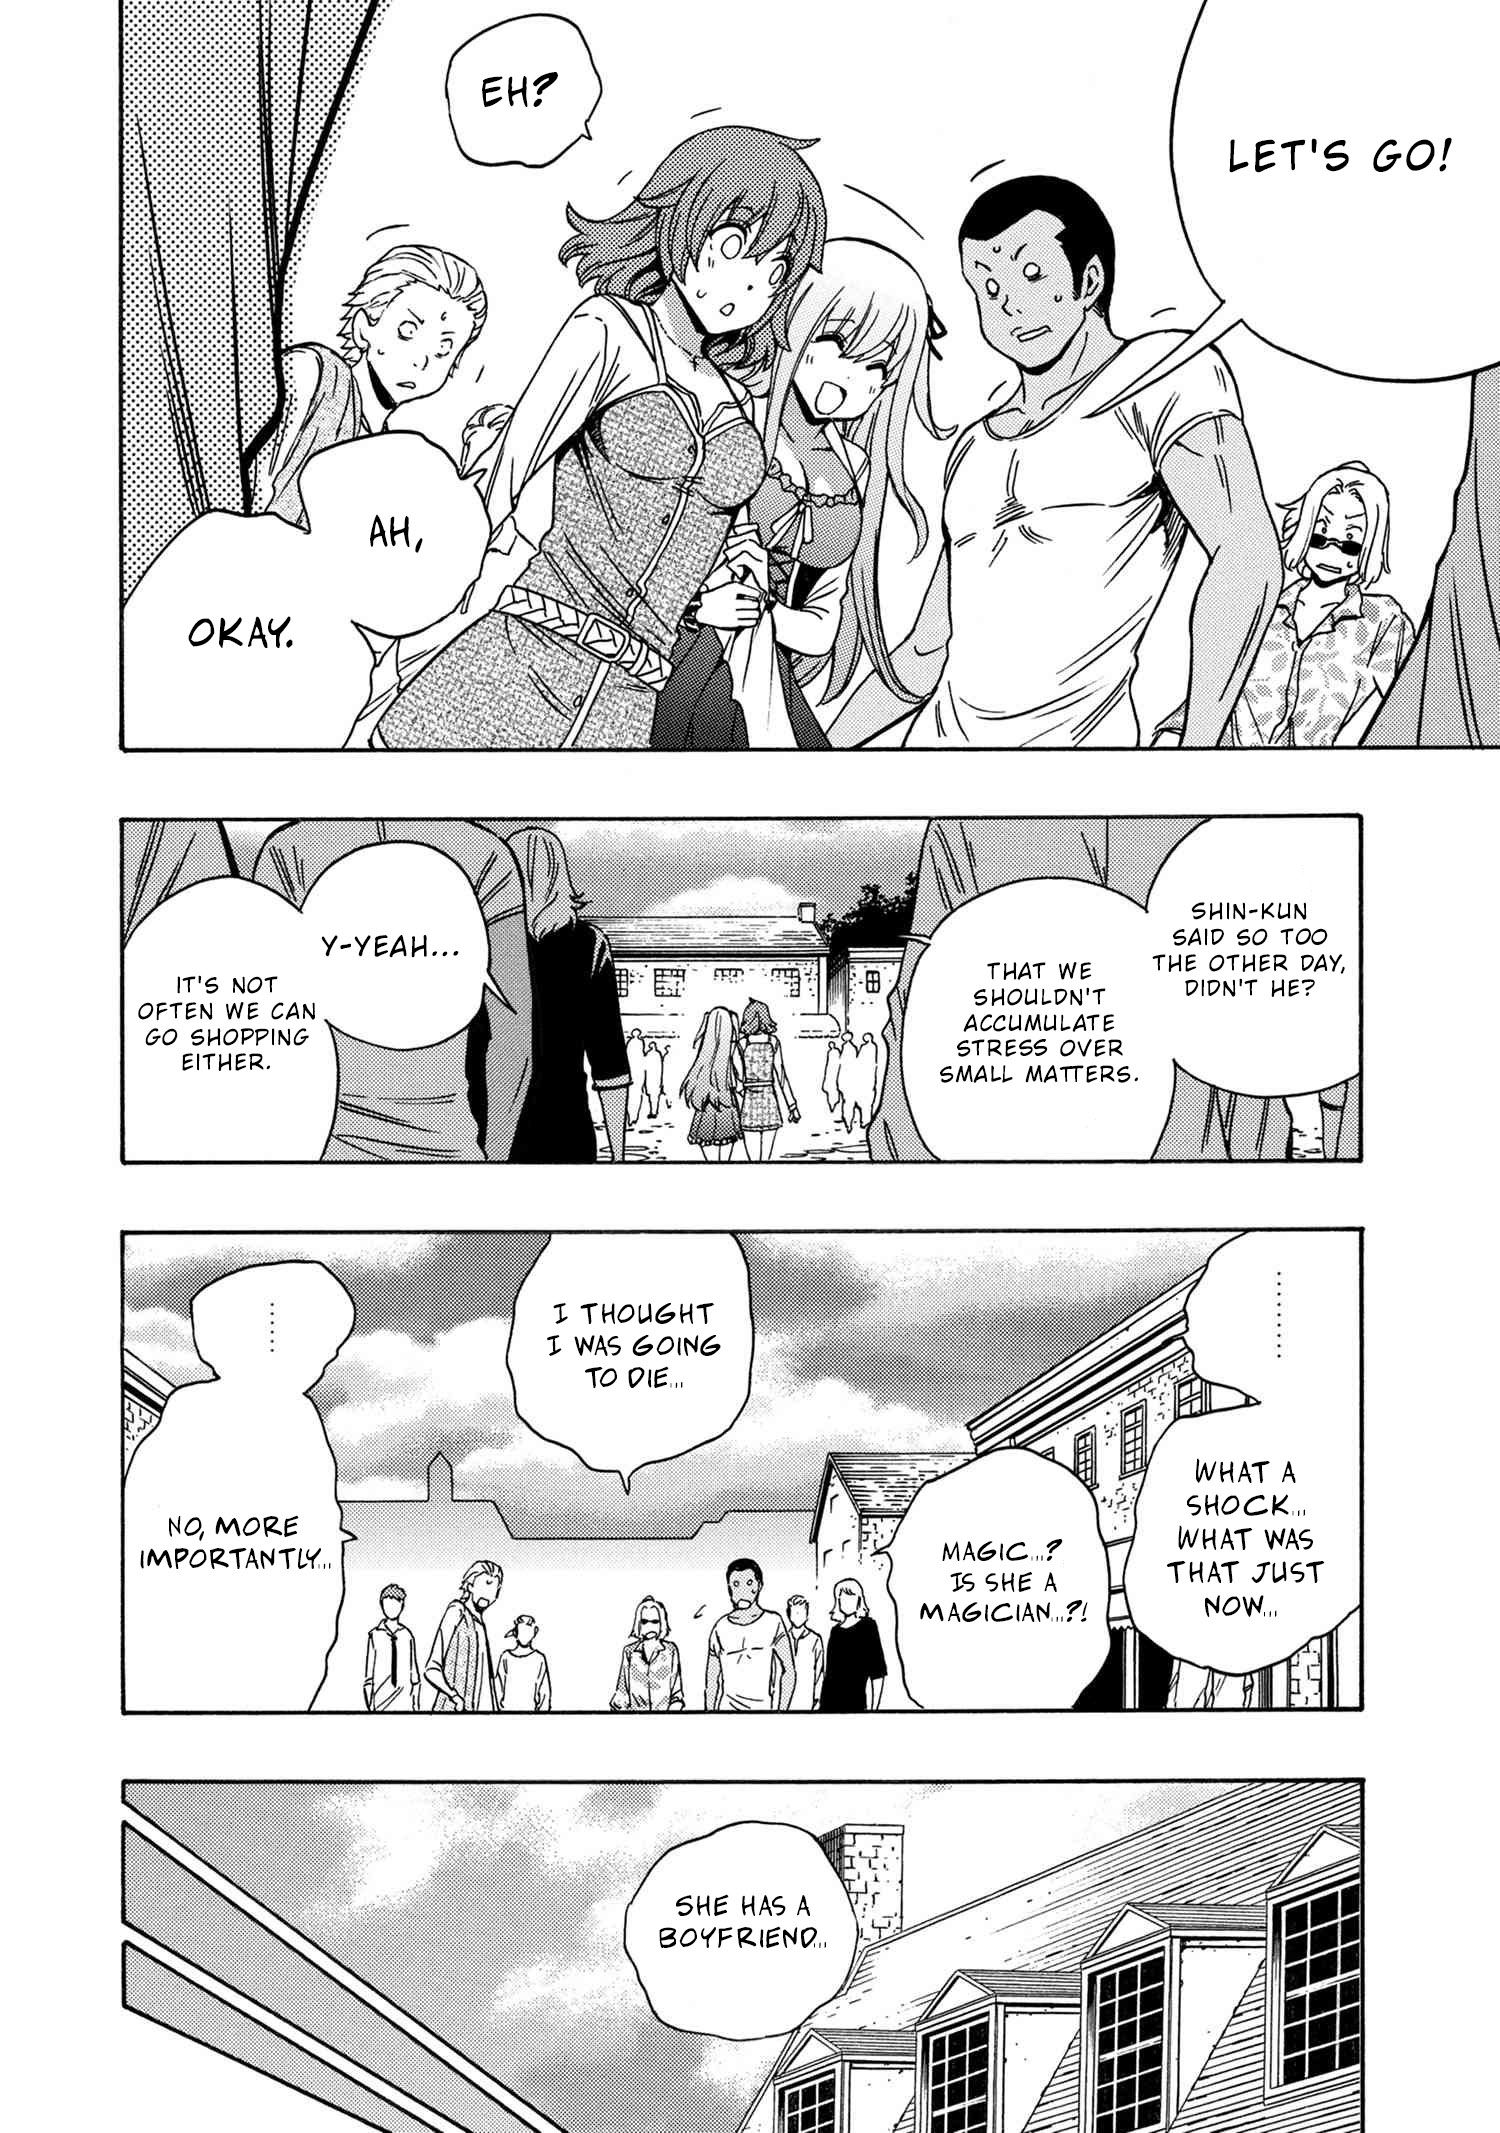 LET'S GO!
EH?
AH,
OKAY.
SHIN-KUN
SAID SO TOO
THE OTHER DAY,
DIDN'T HE?
THAT WE
SHOULDN'T
ACCUMULATE
STRESS OVER
SMALL MATTERS.
Y-YEAH...
IT'S NOT
OFTEN WE CAN
GO SHOPPING
EITHER.
......
WHAT A
SHOCK...
WHAT WAS
THAT JUST
NOW...
MAGIC...?
IS SHE A
MAGICIAN...?!
I THOUGHT
I WAS GOING
TO DIE...
......
NO, MORE
IMPORTANTLY...
SHE HAS A
BOYFRIEND...